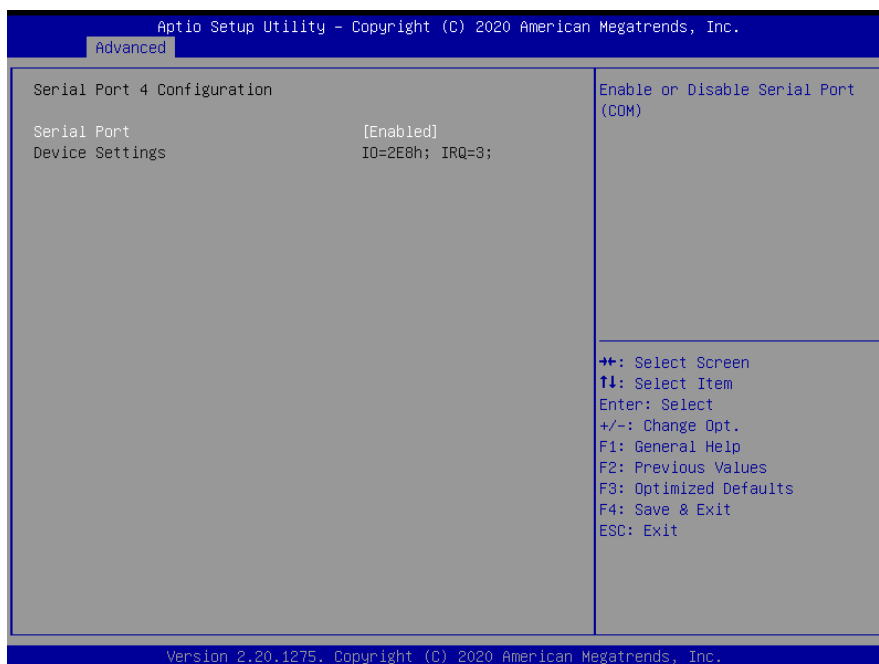 Aptio Setup Utility – Copyright (C) 2020 American Megatrends, Inc.
Advanced
Serial Port 4 Configuration
Serial Port [Enabled]
Device Settings IO=2E8h; IRQ=3;
Enable or Disable Serial Port
(COM)
→←: Select Screen
↑↓: Select Item
Enter: Select
+/-: Change Opt.
F1: General Help
F2: Previous Values
F3: Optimized Defaults
F4: Save & Exit
ESC: Exit
Version 2.20.1275. Copyright (C) 2020 American Megatrends, Inc.